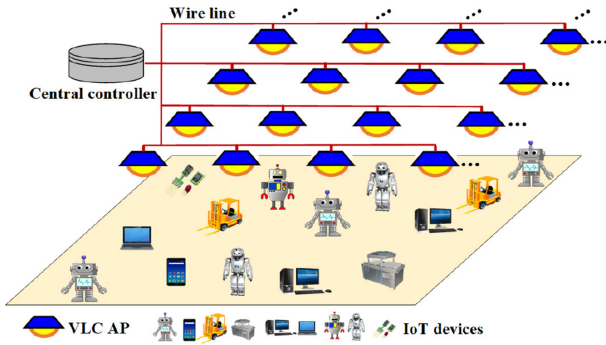 Wire line
Central controller
VLC AP
IoT devices